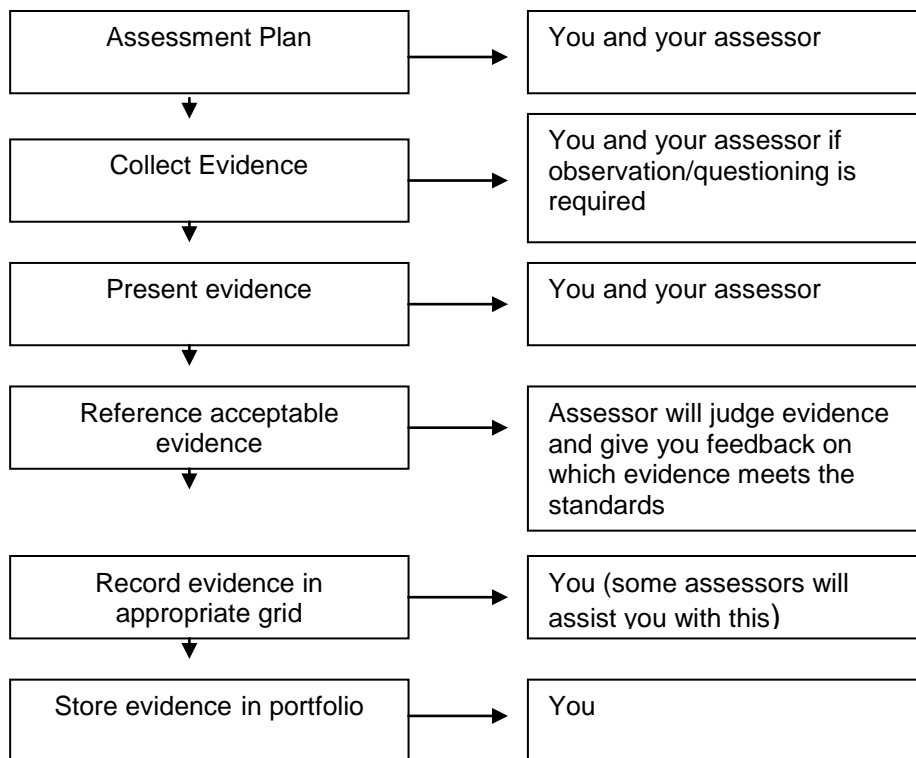 Assessment Plan
You and your assessor
Collect Evidence
You and your assessor if
observation/questioning is
required
Present evidence
You and your assessor
Reference acceptable
evidence
Assessor will judge evidence
and give you feedback on
which evidence meets the
standards
Record evidence in
appropriate grid
You (some assessors will
assist you with this)
Store evidence in portfolio
You